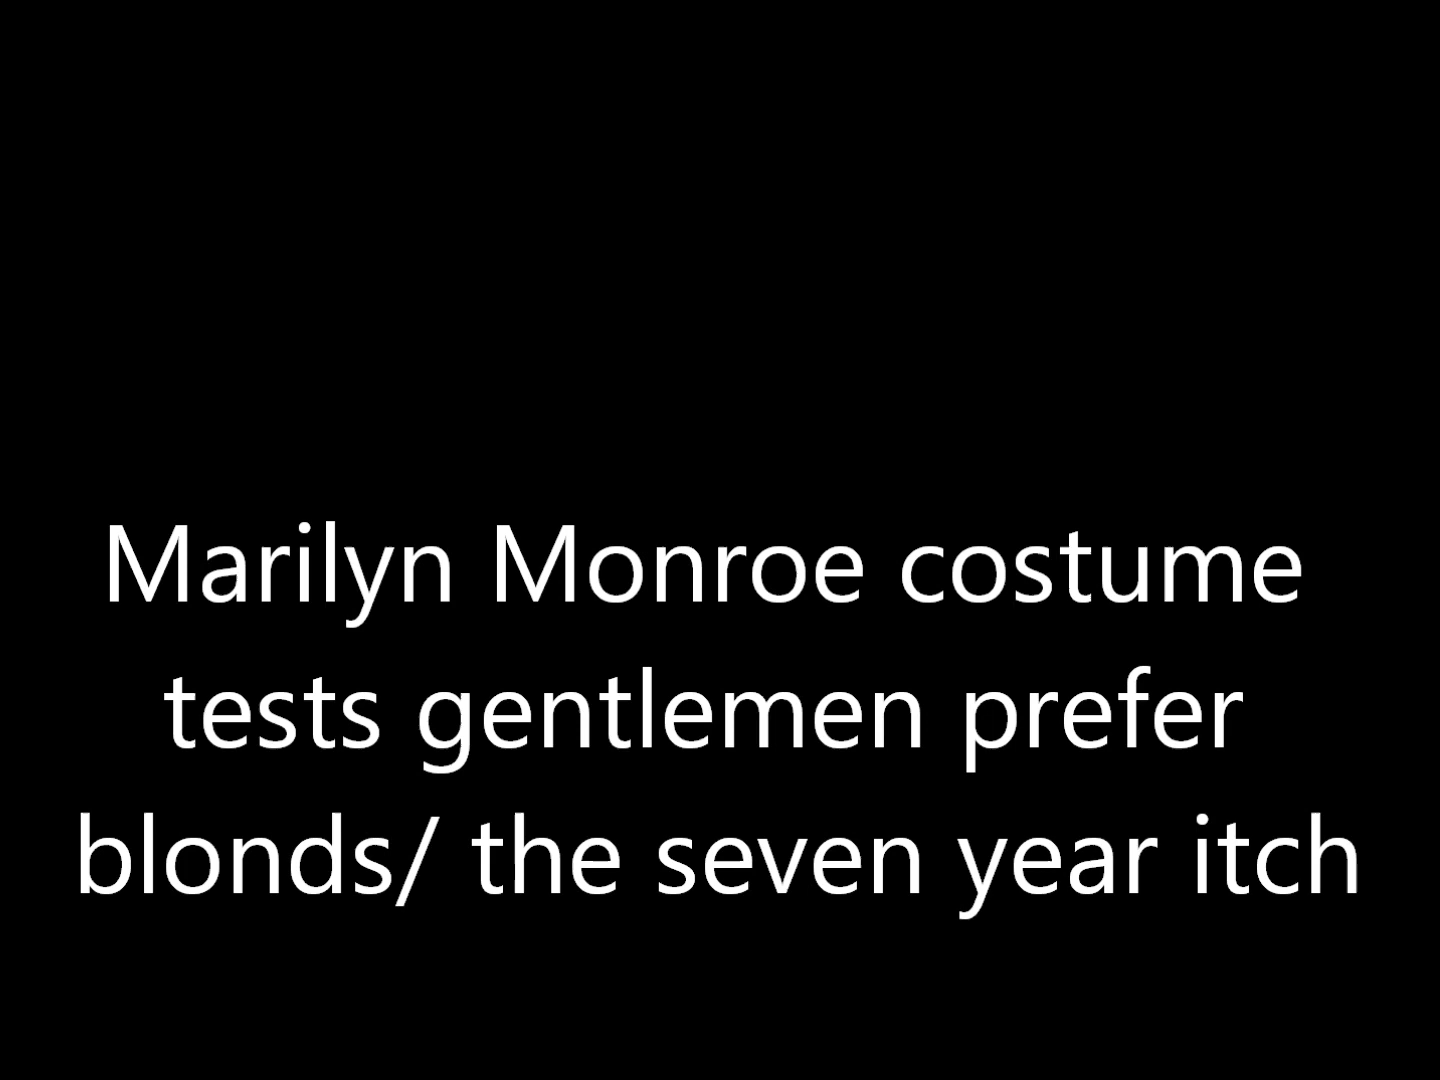 Marilyn Monroe costume
tests gentlemen prefer
blonds/ the seven year itch